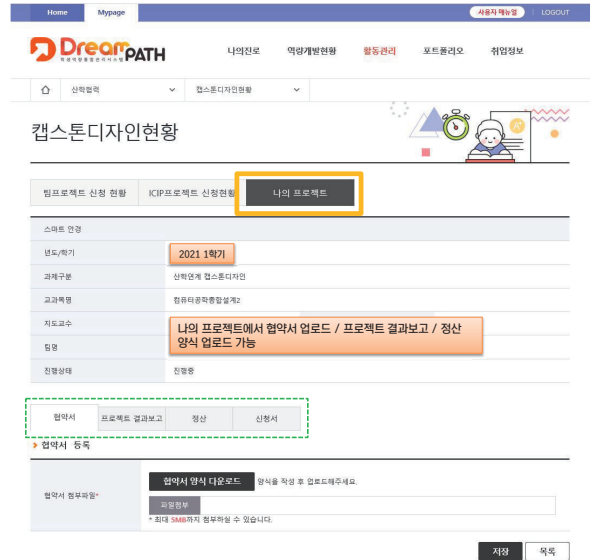 Home Mypage 사용자 매뉴얼 LOGOUT
DreamPATH 나의진로 역량개발현황 활동관리 포트폴리오 취업정보
학생역량통합관리시스템
산학협력 캡스톤디자인현황
캡스톤디자인현황
A+
팀프로젝트 신청 현황 ICIP프로젝트 신청현황 나의 프로젝트
스마트 안경
년도/학기 2021 1학기
과제구분 산학연계 캡스톤디자인
교과목명 컴퓨터공학종합설계2
지도교수
나의 프로젝트에서 협약서 업로드 / 프로젝트 결과보고 / 정산
양식 업로드 가능
팀명
진행상태 진행중
협약서 프로젝트 결과보고 정산 신청서
협약서 등록
협약서 양식 다운로드 양식을 작성 후 업로드해주세요.
협약서 첨부파일*
파일첨부
* 최대 5MB까지 첨부하실 수 있습니다.
저장 목록